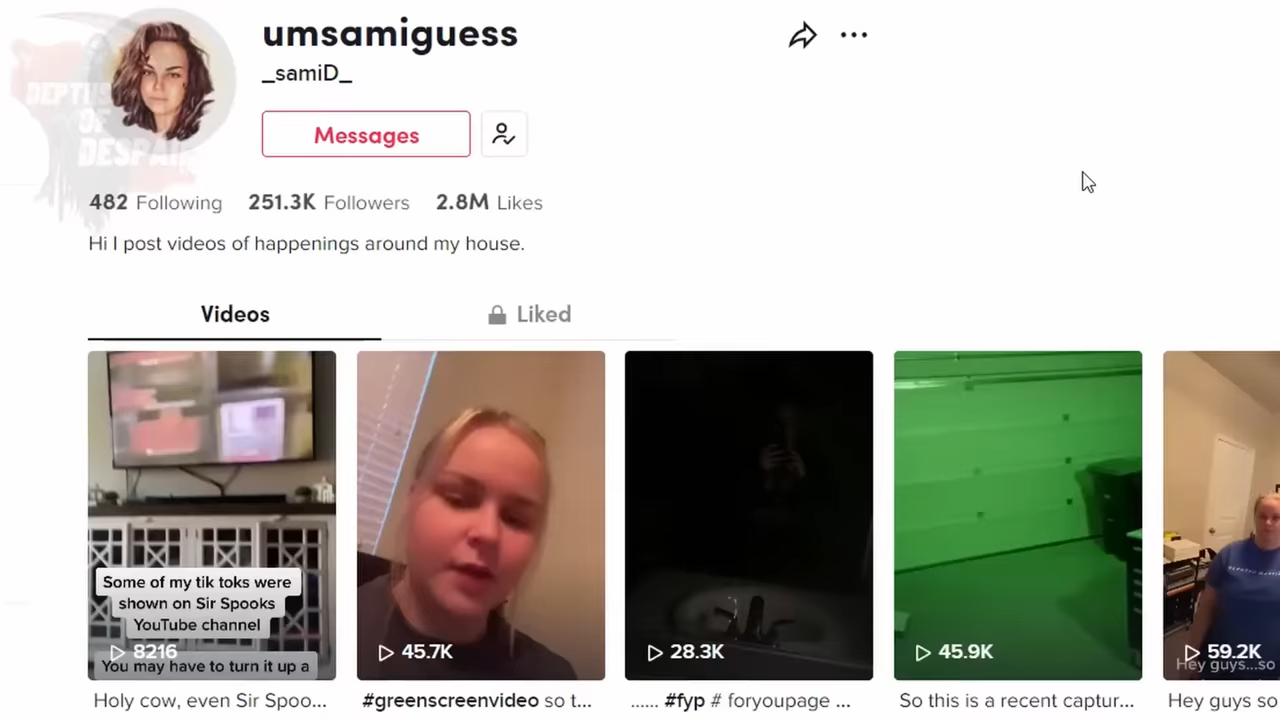 umsamiguess
_samiD_
DEPTHS
OF
DESPAIR
Messages
482 Following 251.3K Followers 2.8M Likes
Hi I post videos of happenings around my house.
Videos
Liked
Some of my tik toks were
shown on Sir Spooks
YouTube channel
8216
You may have to turn it up a
45.7K
28.3K
45.9K
59.2K
Hey guys...so
Holy cow, even Sir Spoo...
#greenscreenvideo so t...
...... #fyp # foryoupage ...
So this is a recent captur...
Hey guys so